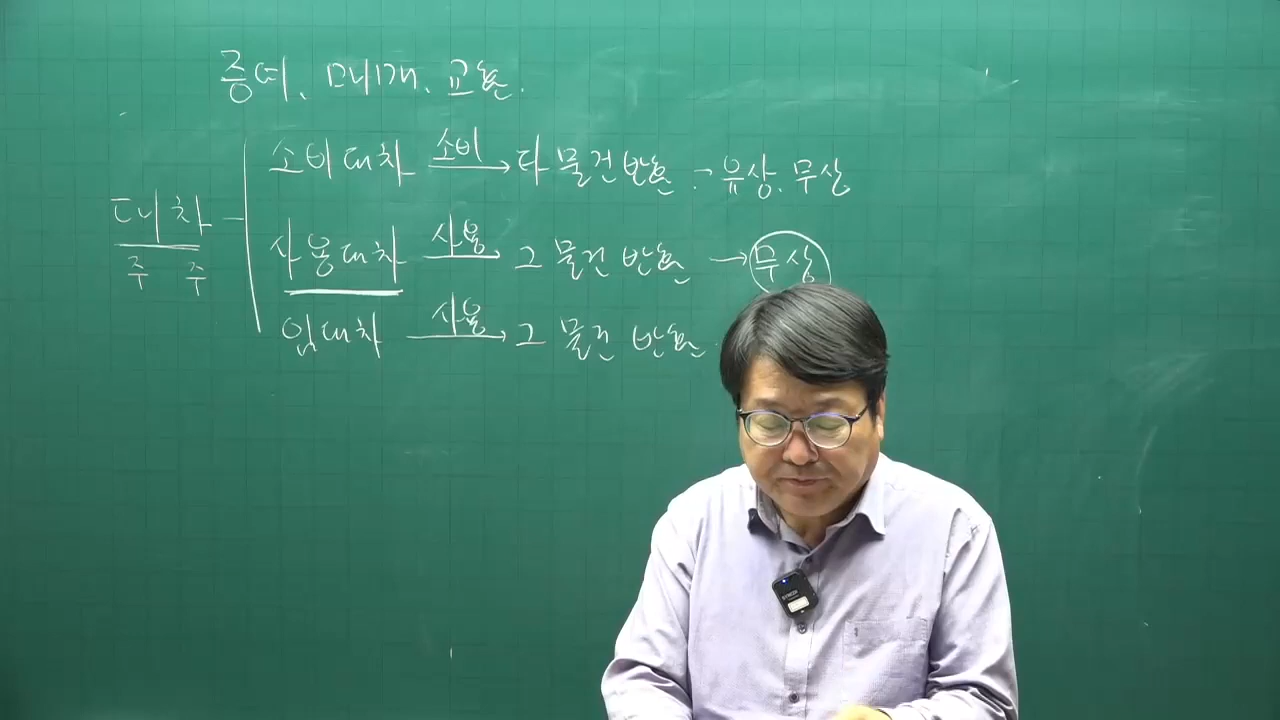 증여, 매매, 교환.
소비대차 소비 → 타 물건 반환 : 유상, 무상
대차
주 주
사용대차 사용 → 그 물건 반환 → 무상
임대차 사용 → 그 물건 반환